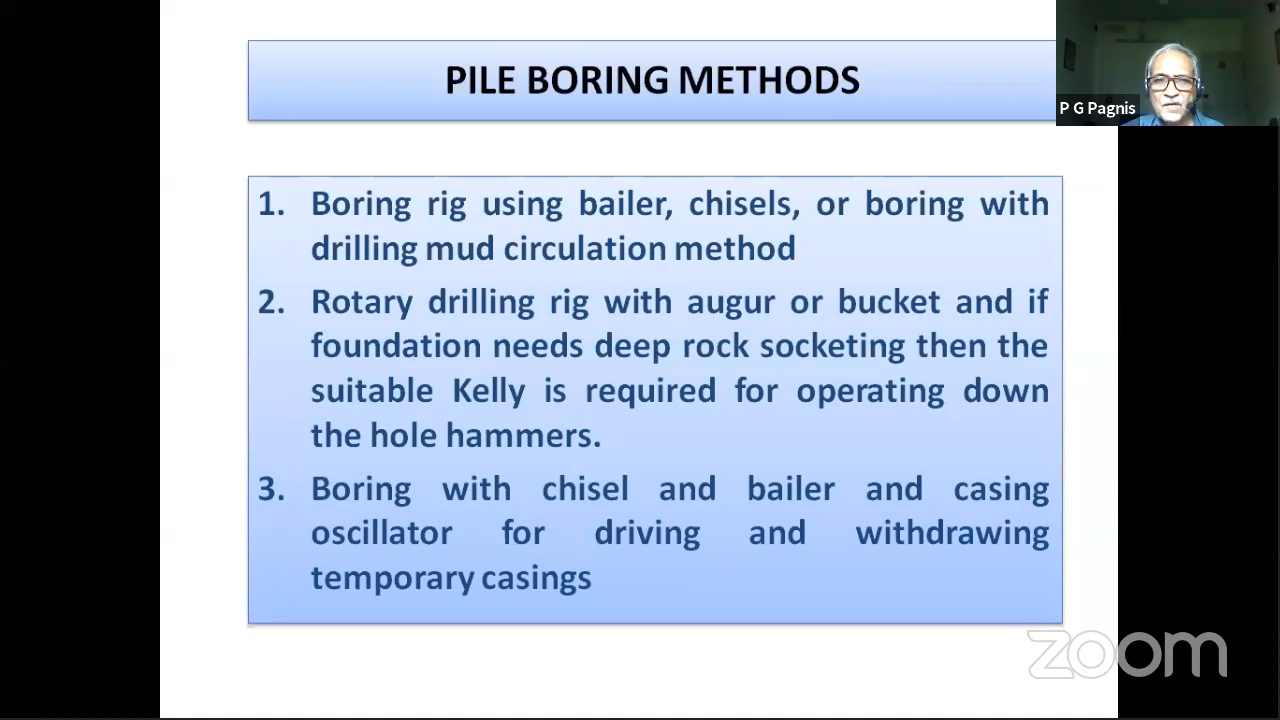 PILE BORING METHODS
P G Pagnis
1. Boring rig using bailer, chisels, or boring with
drilling mud circulation method
2. Rotary drilling rig with augur or bucket and if
foundation needs deep rock socketing then the
suitable Kelly is required for operating down
the hole hammers.
3. Boring with chisel and bailer and casing
oscillator for driving and withdrawing
temporary casings
zoom